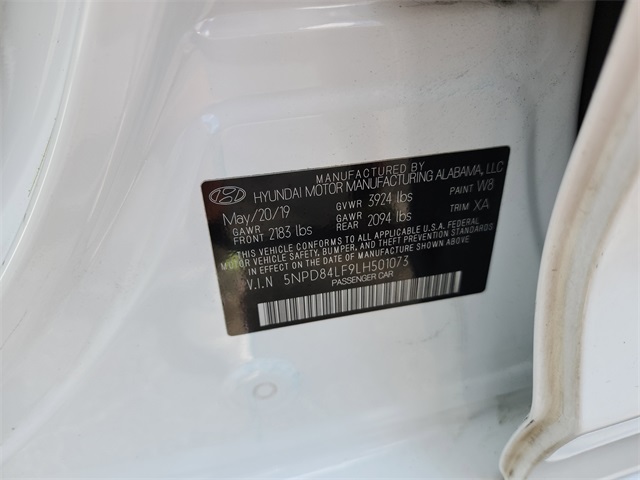 MANUFACTURED BY
HYUNDAI MOTOR MANUFACTURING ALABAMA, LLC
May/20/19 GVWR 3924 lbs PAINT W8
GAWR FRONT 2183 lbs GAWR REAR 2094 lbs TRIM XA
THIS VEHICLE CONFORMS TO ALL APPLICABLE U.S.A. FEDERAL
MOTOR VEHICLE SAFETY, BUMPER, AND THEFT PREVENTION STANDARDS
IN EFFECT ON THE DATE OF MANUFACTURE SHOWN ABOVE.
V.I.N 5NPD84LF9LH501073
PASSENGER CAR